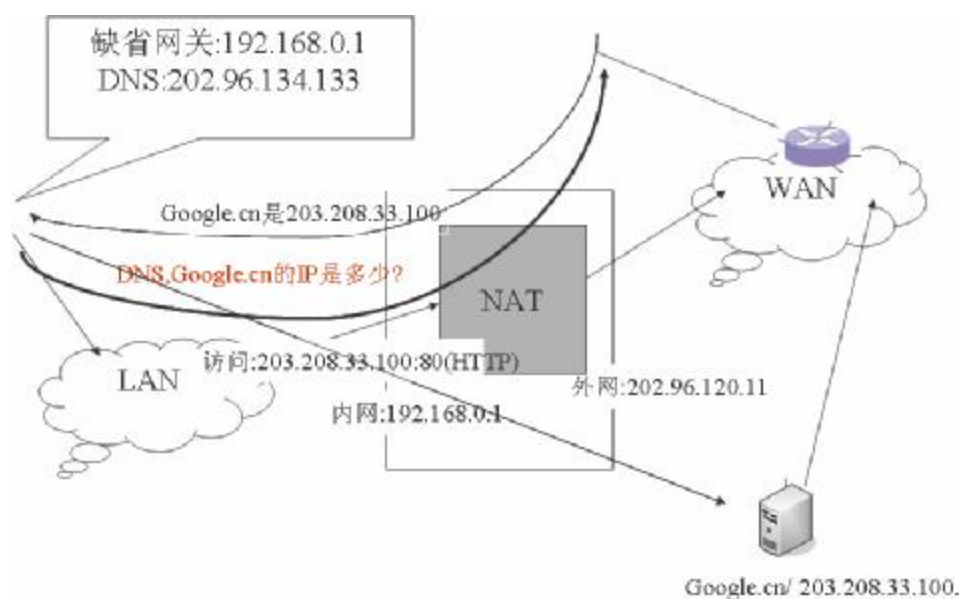 缺省网关:192.168.0.1
DNS:202.96.134.133
WAN
Google.cn是203.208.33.100
DNS,Google.cn的IP是多少?
NAT
访问:203.208.33.100:80(HTTP)
LAN
外网:202.96.120.11
内网:192.168.0.1
Google.cn/ 203.208.33.100.